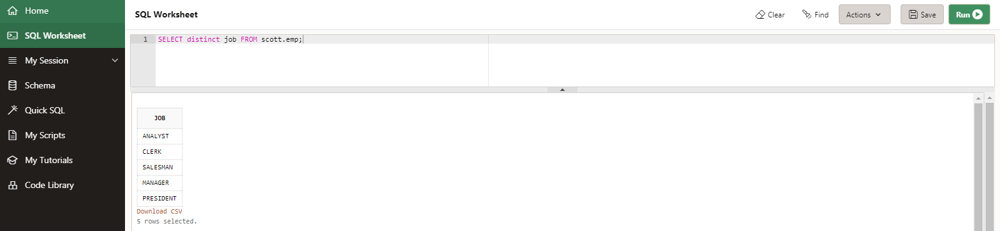 Home
SQL Worksheet
My Session
Schema
Quick SQL
My Scripts
My Tutorials
Code Library
SQL Worksheet
Clear
Find
Actions
Save
Run
1 SELECT distinct job FROM scott.emp;
JOB
ANALYST
CLERK
SALESMAN
MANAGER
PRESIDENT
Download CSV
5 rows selected.